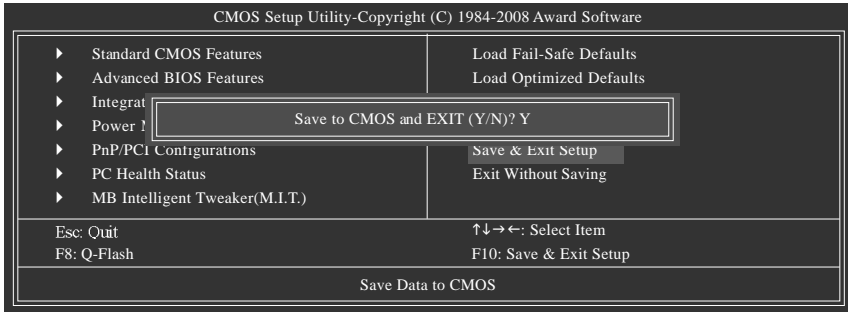 CMOS Setup Utility-Copyright (C) 1984-2008 Award Software
Standard CMOS Features
Advanced BIOS Features
Integrat
Power
PnP/PCI Configurations
PC Health Status
MB Intelligent Tweaker(M.I.T.)
Load Fail-Safe Defaults
Load Optimized Defaults
Save to CMOS and EXIT (Y/N)? Y
Save & Exit Setup
Exit Without Saving
Esc: Quit
F8: Q-Flash
↑↓→←: Select Item
F10: Save & Exit Setup
Save Data to CMOS